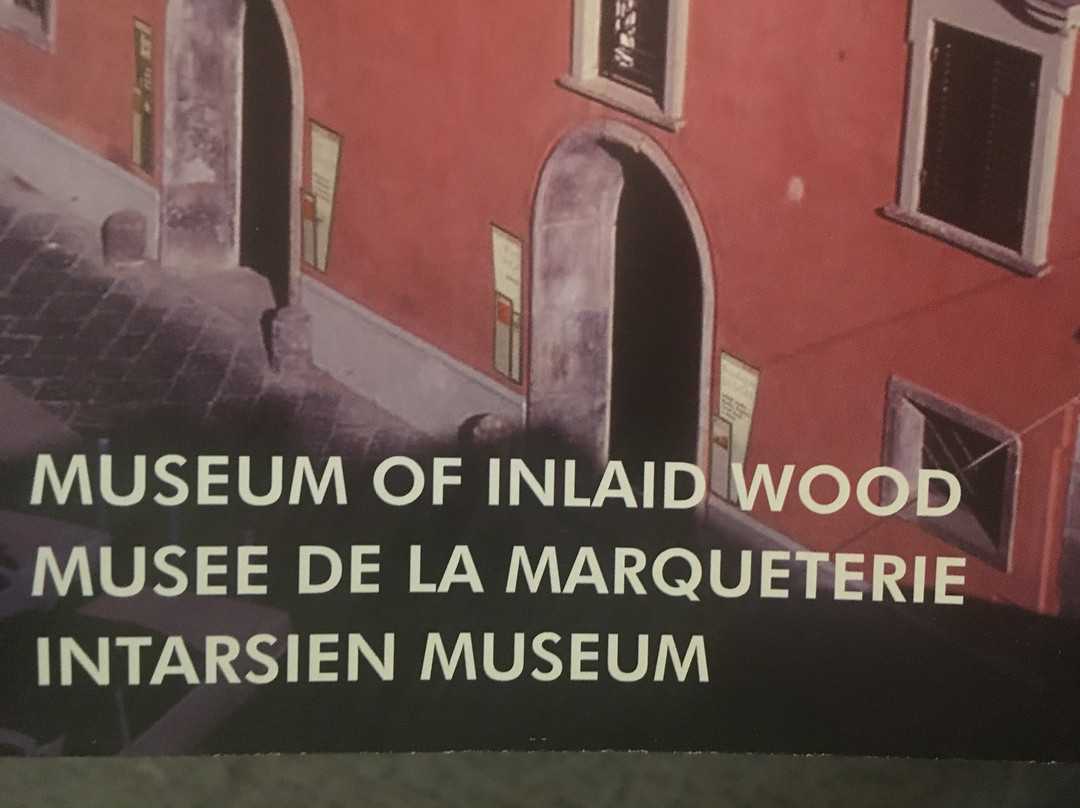 MUSEUM OF INLAID WOOD
MUSEE DE LA MARQUETERIE
INTARSIEN MUSEUM